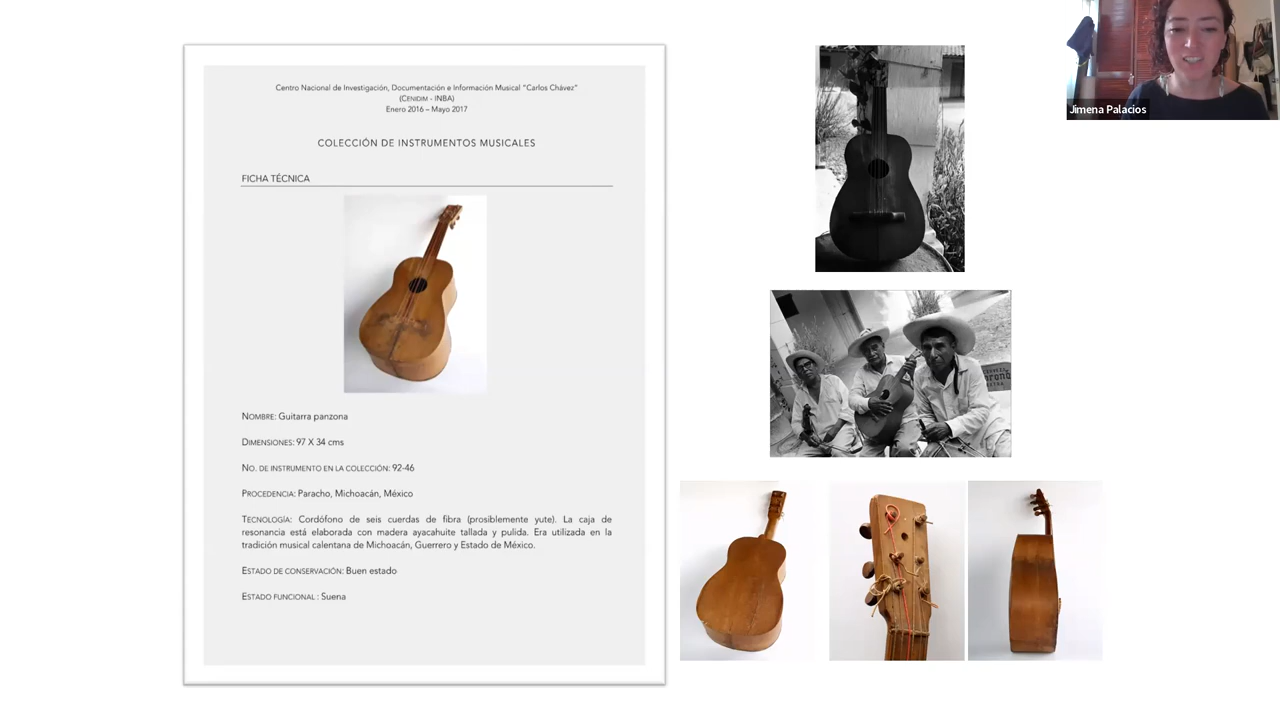 Centro Nacional de Investigación, Documentación e Información Musical "Carlos Chávez"
(CENIDIM - INBA)
Enero 2016 – Mayo 2017
COLECCIÓN DE INSTRUMENTOS MUSICALES
FICHA TÉCNICA
NOMBRE: Guitarra panzona
DIMENSIONES: 97 X 34 cms
NO. DE INSTRUMENTO EN LA COLECCIÓN: 92-46
PROCEDENCIA: Paracho, Michoacán, México
TECNOLOGÍA: Cordófono de seis cuerdas de fibra (prosiblemente yute). La caja de
resonancia está elaborada con madera ayacahuite tallada y pulida. Era utilizada en la
tradición musical calentana de Michoacán, Guerrero y Estado de México.
ESTADO DE CONSERVACIÓN: Buen estado
ESTADO FUNCIONAL : Suena
Jimena Palacios